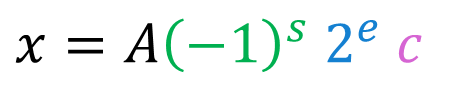 x = A(−1)^s 2^e c